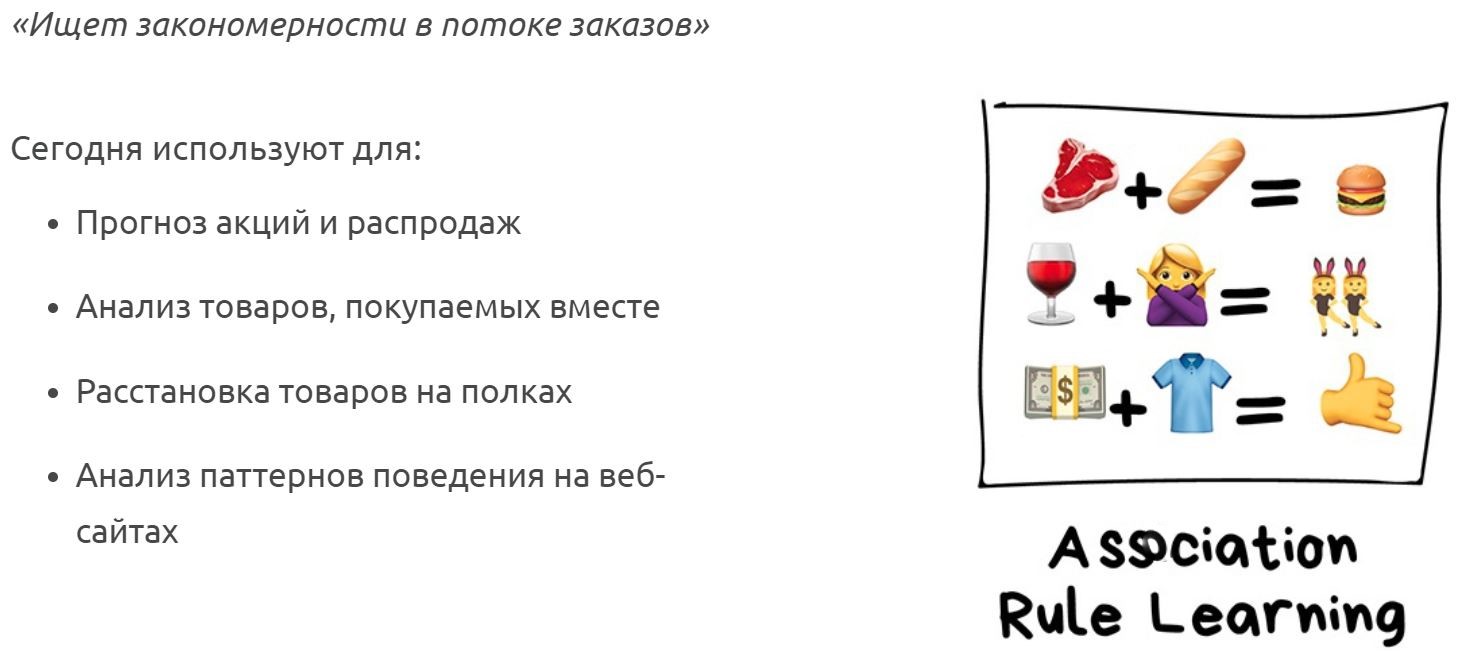 «Ищет закономерности в потоке заказов»
Сегодня используют для:
• Прогноз акций и распродаж
• Анализ товаров, покупаемых вместе
• Расстановка товаров на полках
• Анализ паттернов поведения на веб-
сайтах
+ =
+ =
$ + =
Association
Rule Learning